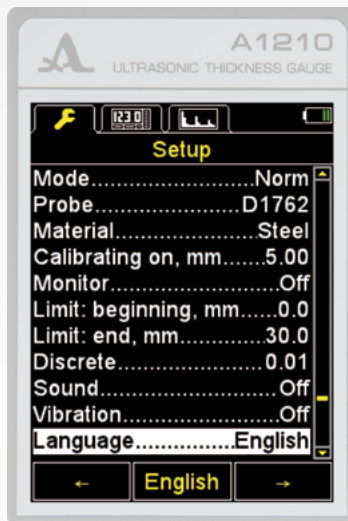 A1210
ULTRASONIC THICKNESS GAUGE
123.0
Setup
Mode..........................Norm
Probe........................D1762
Material.......................Steel
Calibrating on, mm.......5.00
Monitor...........................Off
Limit: beginning, mm......0.0
Limit: end, mm.............30.0
Discrete......................0.01
Sound............................Off
Vibration........................Off
Language................English
← English →